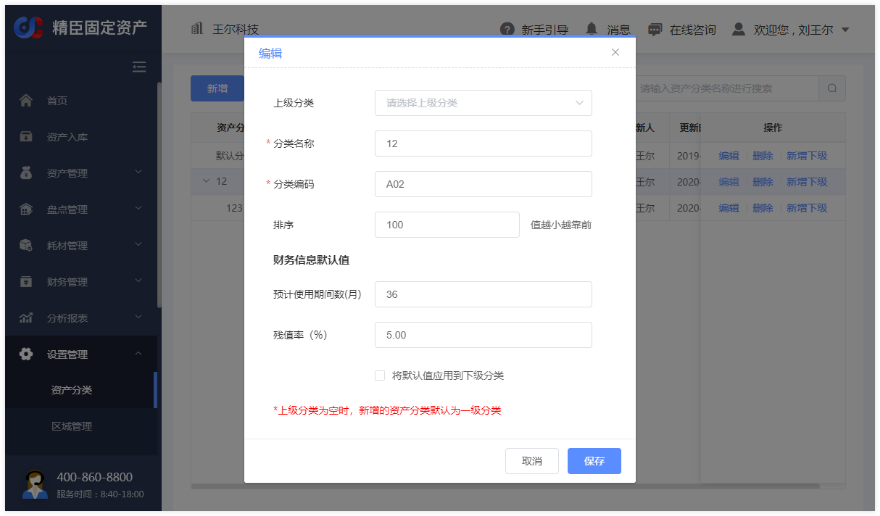 精臣固定资产
王尔科技
新手引导
消息
在线咨询
欢迎您 , 刘王尔
首页
资产入库
资产管理
盘点管理
耗材管理
财务管理
分析报表
设置管理
资产分类
区域管理
400-860-8800
服务时间：8:40-18:00
新增
请输入资产分类名称进行搜索
资产分
新人
更新
操作
默认分
王尔
2019-
编辑
删除
新增下级
12
王尔
2020-
编辑
删除
新增下级
123
王尔
2020-
编辑
删除
新增下级
编辑
上级分类
请选择上级分类
* 分类名称
12
* 分类编码
A02
排序
100
值越小越靠前
财务信息默认值
预计使用期间数(月)
36
残值率（%）
5.00
将默认值应用到下级分类
*上级分类为空时，新增的资产分类默认为一级分类
取消
保存